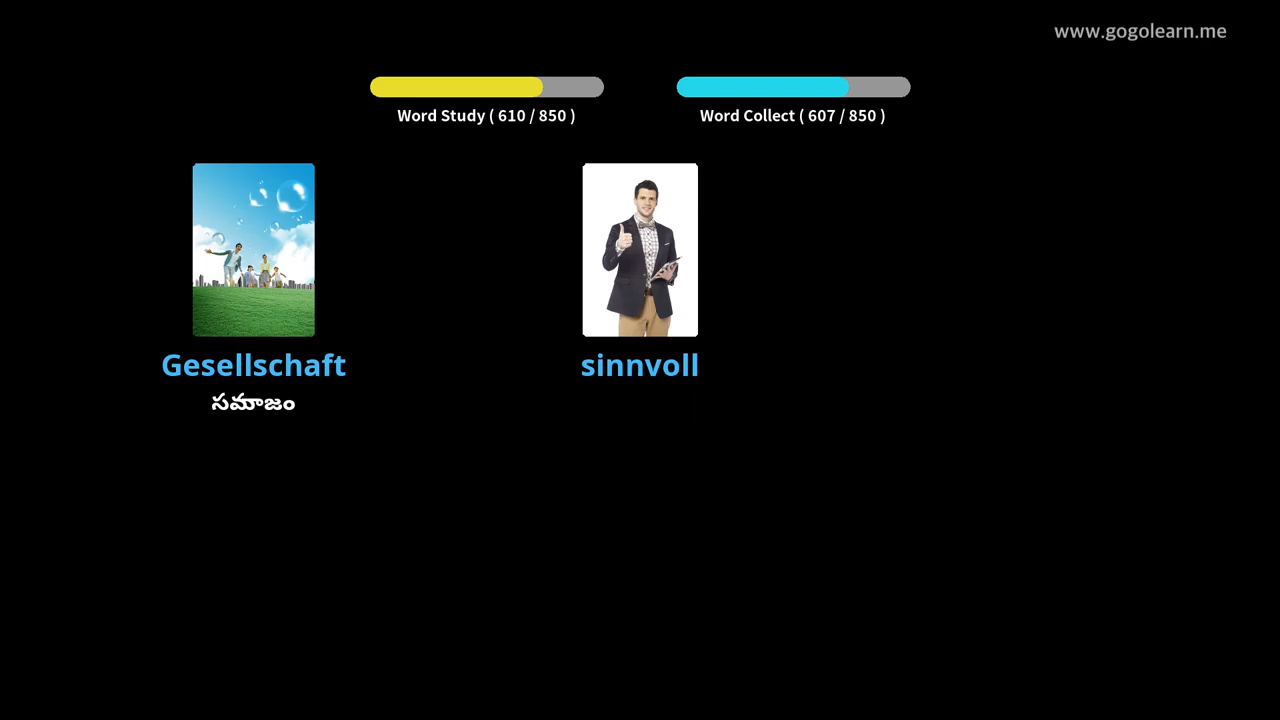 www.gogolearn.me
Word Study ( 610 / 850 )
Word Collect ( 607 / 850 )
Gesellschaft
సమాజం
sinnvoll